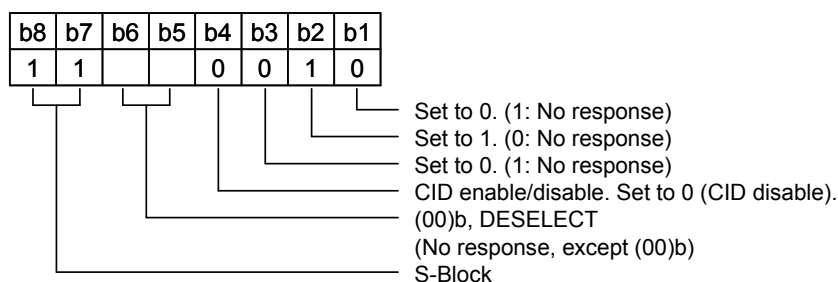 b8 b7 b6 b5 b4 b3 b2 b1
1 1 0 0 1 0
Set to 0. (1: No response)
Set to 1. (0: No response)
Set to 0. (1: No response)
CID enable/disable. Set to 0 (CID disable).
(00)b, DESELECT
(No response, except (00)b)
S-Block